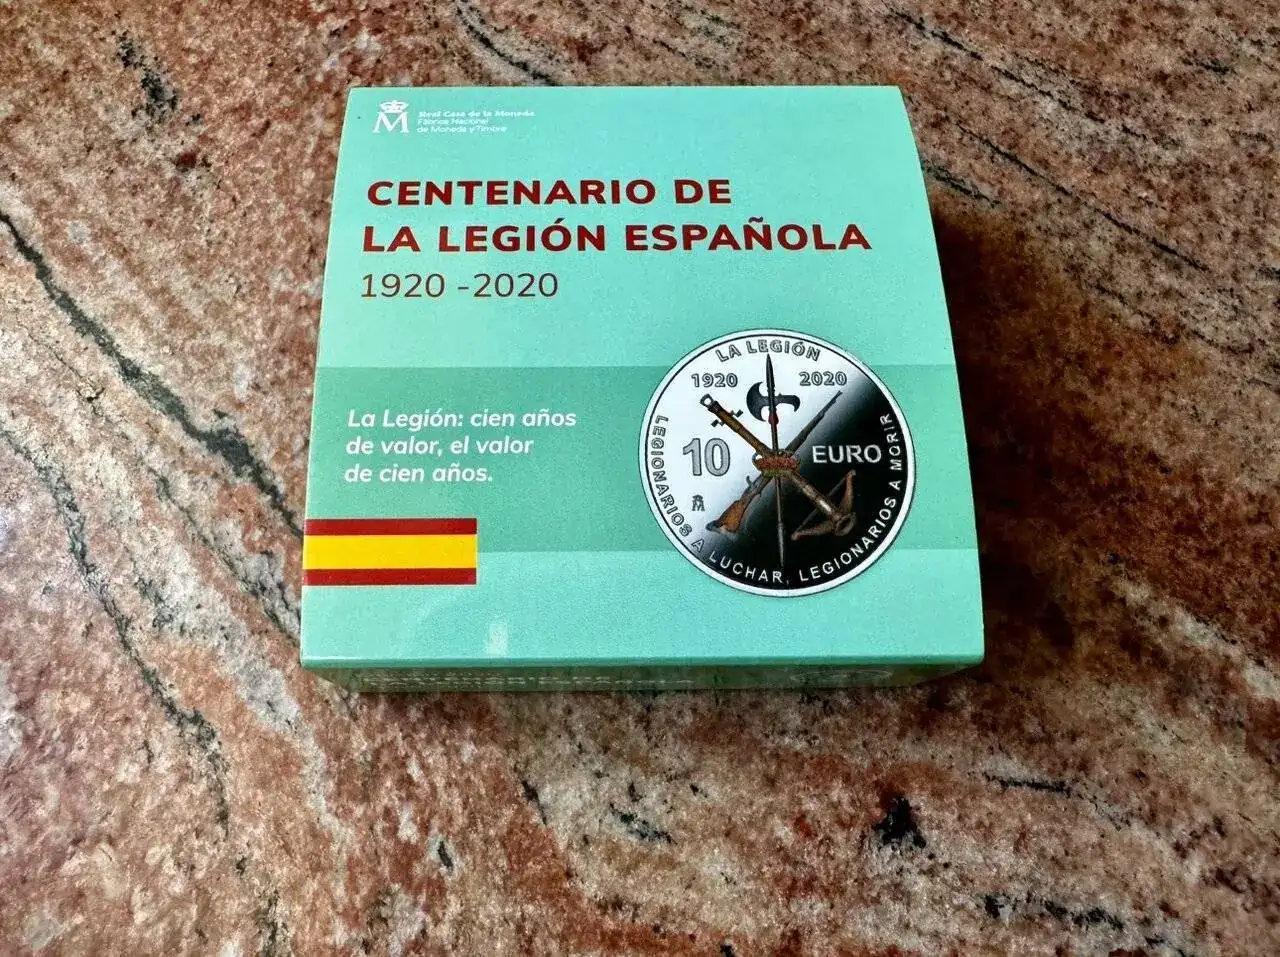 Real Casa de la Moneda
Fábrica Nacional
de Moneda y Timbre
CENTENARIO DE
LA LEGIÓN ESPAÑOLA
1920 -2020
La Legión: cien años
de valor, el valor
de cien años.
LA LEGIÓN
1920 2020
10 EURO
LEGIONARIOS A LUCHAR, LEGIONARIOS A MORIR
M